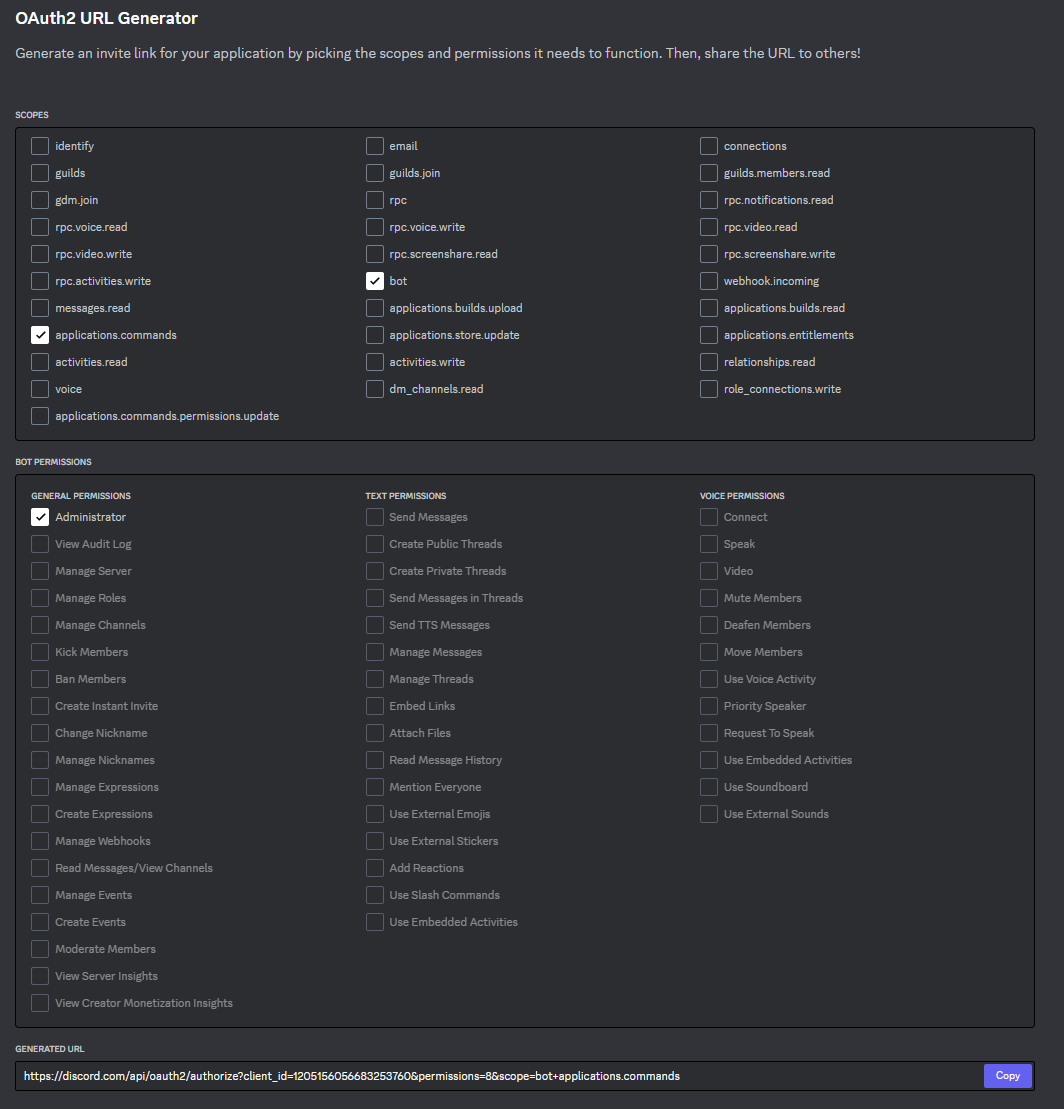 OAuth2 URL Generator
Generate an invite link for your application by picking the scopes and permissions it needs to function. Then, share the URL to others!
SCOPES
identify
email
connections
guilds
guilds.join
guilds.members.read
gdm.join
rpc
rpc.notifications.read
rpc.voice.read
rpc.voice.write
rpc.video.read
rpc.video.write
rpc.screenshare.read
rpc.screenshare.write
rpc.activities.write
bot
webhook.incoming
messages.read
applications.builds.upload
applications.builds.read
applications.commands
applications.store.update
applications.entitlements
activities.read
activities.write
relationships.read
voice
dm_channels.read
role_connections.write
applications.commands.permissions.update
BOT PERMISSIONS
GENERAL PERMISSIONS
Administrator
View Audit Log
Manage Server
Manage Roles
Manage Channels
Kick Members
Ban Members
Create Instant Invite
Change Nickname
Manage Nicknames
Manage Expressions
Create Expressions
Manage Webhooks
Read Messages/View Channels
Manage Events
Create Events
Moderate Members
View Server Insights
View Creator Monetization Insights
TEXT PERMISSIONS
Send Messages
Create Public Threads
Create Private Threads
Send Messages in Threads
Send TTS Messages
Manage Messages
Manage Threads
Embed Links
Attach Files
Read Message History
Mention Everyone
Use External Emojis
Use External Stickers
Add Reactions
Use Slash Commands
Use Embedded Activities
VOICE PERMISSIONS
Connect
Speak
Video
Mute Members
Deafen Members
Move Members
Use Voice Activity
Priority Speaker
Request To Speak
Use Embedded Activities
Use Soundboard
Use External Sounds
GENERATED URL
https://discord.com/api/oauth2/authorize?client_id=1205156056683253760&permissions=8&scope=bot+applications.commands
Copy